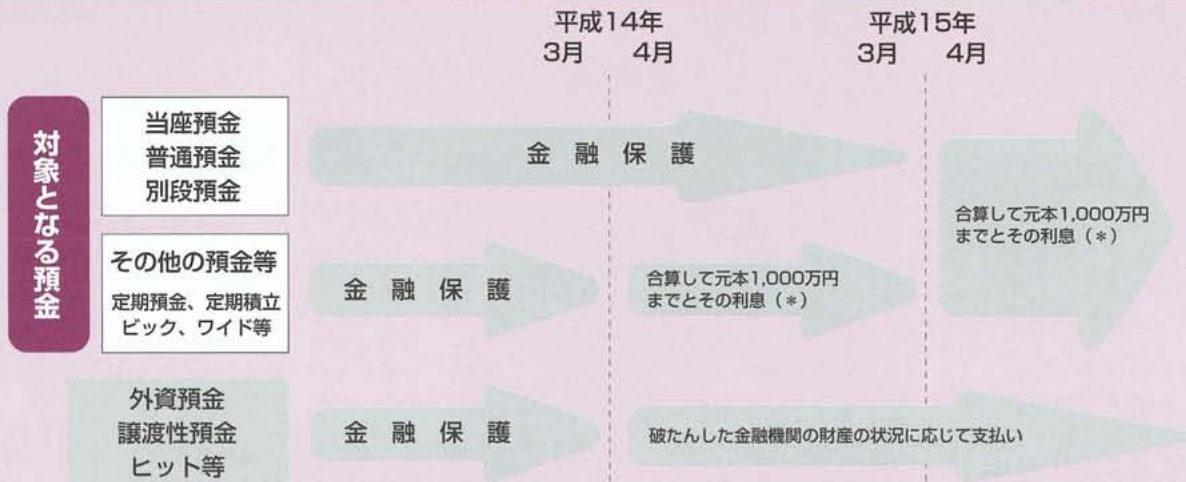 平成14年
3月 4月
平成15年
3月 4月
対象となる預金
当座預金
普通預金
別段預金
金融保護
合算して元本1,000万円
までとその利息（＊）
その他の預金等
定期預金、定期積立
ビック、ワイド等
金融保護
合算して元本1,000万円
までとその利息（＊）
外資預金
譲渡性預金
ヒット等
金融保護
破たんした金融機関の財産の状況に応じて支払い